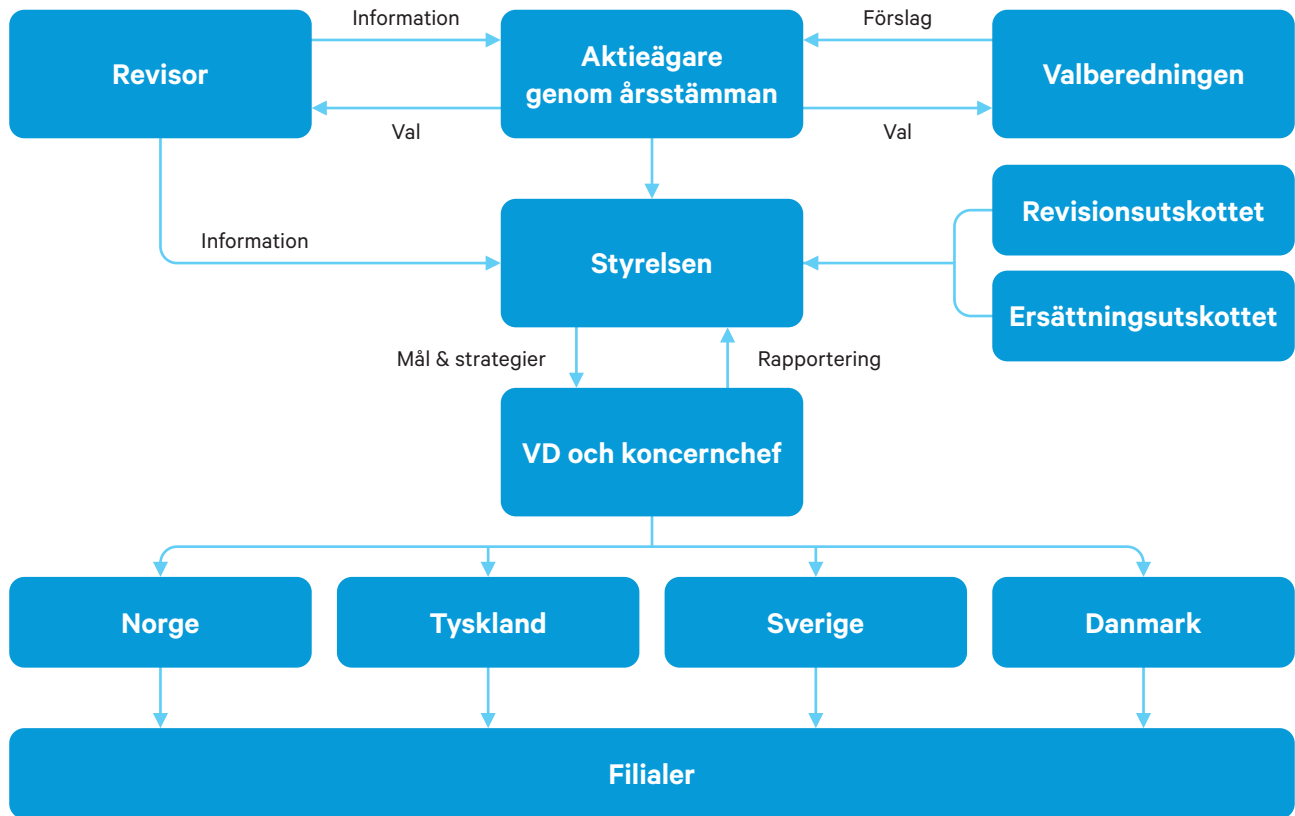 Information
Förslag
Revisor
Aktieägare
genom årsstämman
Valberedningen
Val
Val
Revisionsutskottet
Information
Styrelsen
Ersättningsutskottet
Mål & strategier
Rapportering
VD och koncernchef
Norge
Tyskland
Sverige
Danmark
Filialer